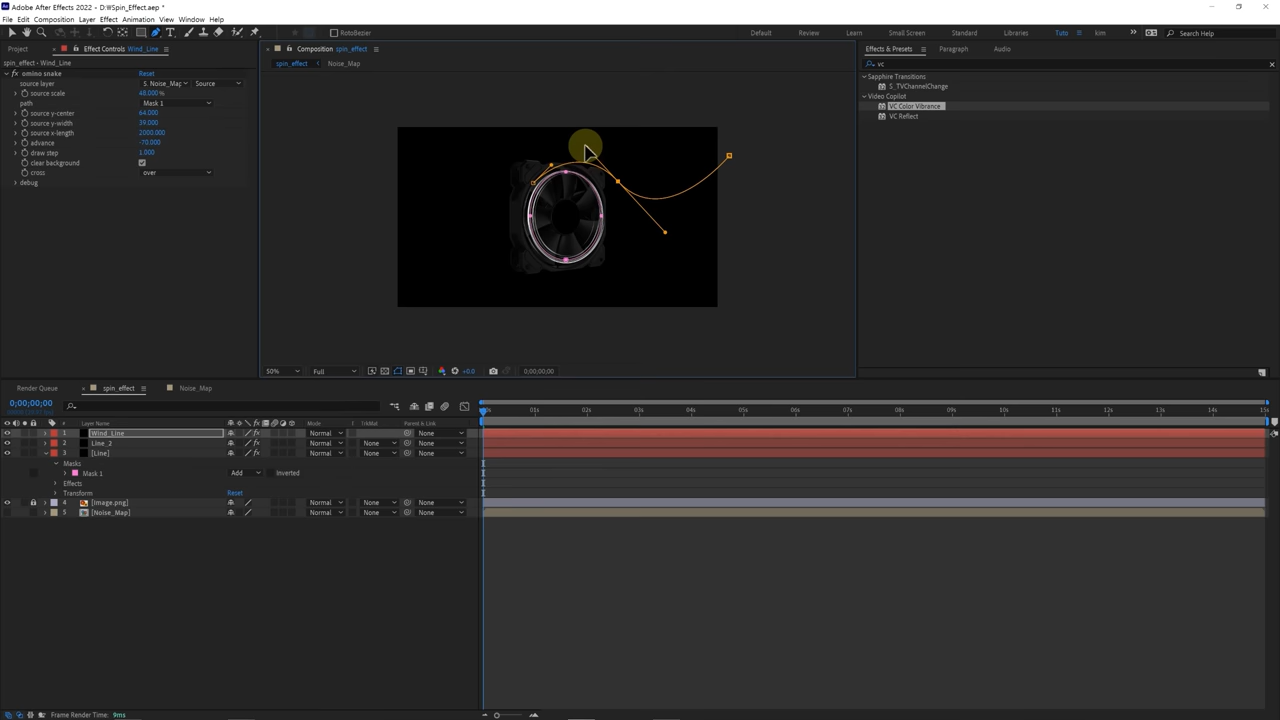 Adobe After Effects 2022 - D:\WSpin_Effect.aep *
File Edit Composition Layer Effect Animation View Window Help
RotoBezier
Default Review Learn Small Screen Standard Libraries Tuto kim Search Help
Project Effect Controls Wind_Line
spin_effect · Wind_Line
omino snake Reset
source layer 5. Noise_Map Source
source scale 48.000 %
path Mask 1
source y-center 64.000
source y-width 39.000
source x-length 2000.000
advance -70.000
draw step 1.000
clear background
cross over
debug
Composition spin_effect
spin_effect Noise_Map
50% Full +0.0 0;00;00;00
Effects & Presets Paragraph Audio
vc
Sapphire Transitions
S_TVChannelChange
Video Copilot
VC Color Vibrance
VC Reflect
Render Queue spin_effect Noise_Map
0;00;00;00
# Layer Name Mode T TrkMat Parent & Link
01s 02s 03s 04s 05s 06s 07s 08s 09s 10s 11s 12s 13s 14s 15s
1 Wind_Line Normal None
2 Line_2 Normal None None
3 [Line] Normal None None
Masks
Mask 1 Add Inverted
Effects
Transform Reset
4 [image.png] Normal None None
5 [Noise_Map] Normal None None
Frame Render Time: 9ms